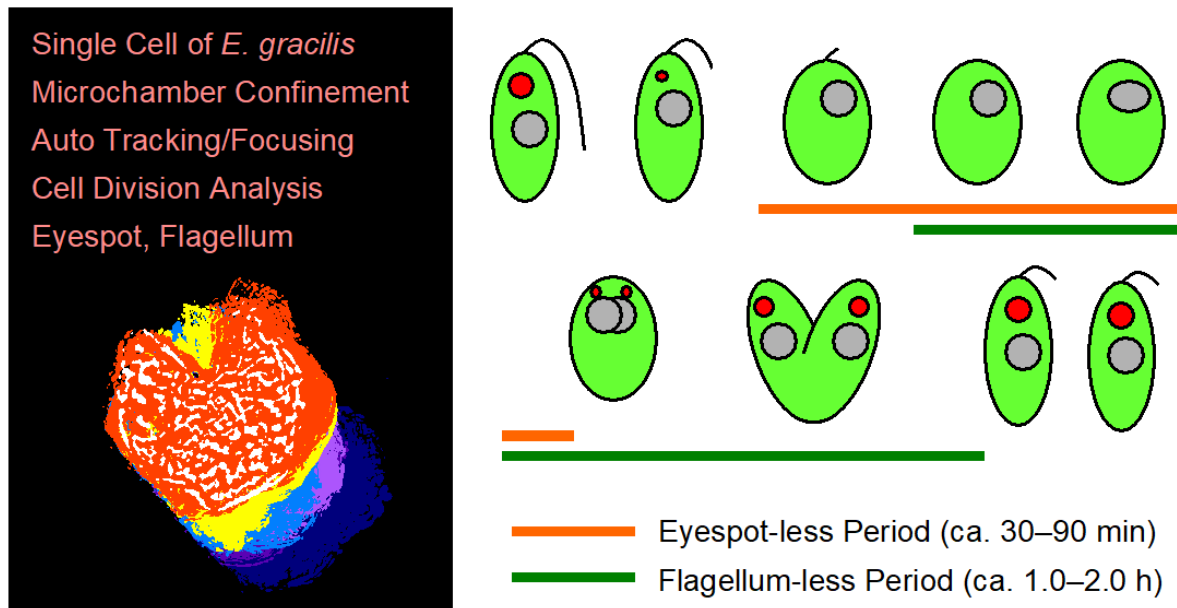 Single Cell of E. gracilis
Microchamber Confinement
Auto Tracking/Focusing
Cell Division Analysis
Eyespot, Flagellum
Eyespot-less Period (ca. 30–90 min)
Flagellum-less Period (ca. 1.0–2.0 h)